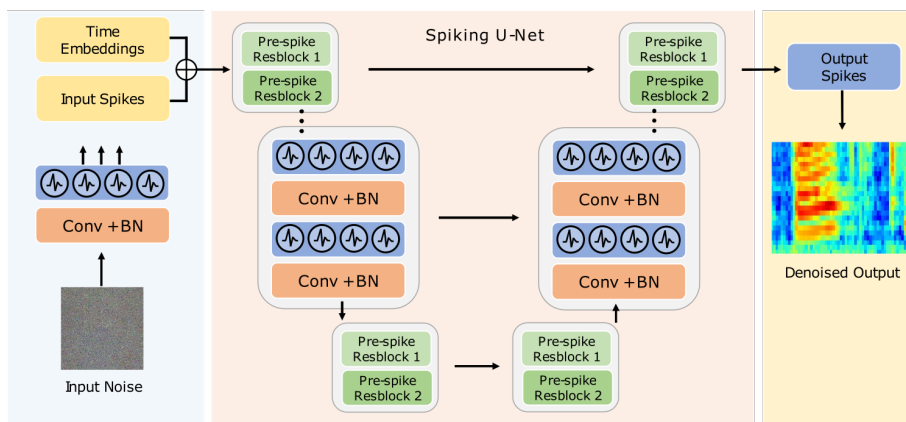 Time
Embeddings
Input Spikes
Conv +BN
Input Noise
Spiking U-Net
Pre-spike
Resblock 1
Pre-spike
Resblock 2
Conv +BN
Conv +BN
Pre-spike
Resblock 1
Pre-spike
Resblock 2
Pre-spike
Resblock 1
Pre-spike
Resblock 2
Pre-spike
Resblock 1
Pre-spike
Resblock 2
Conv +BN
Conv +BN
Output
Spikes
Denoised Output